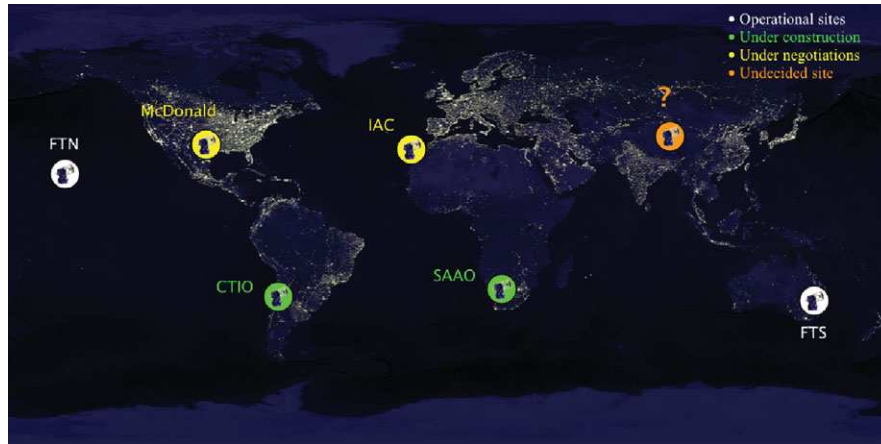 • Operational sites
• Under construction
• Under negotiations
• Undecided site
?
McDonald
IAC
FTN
SAAO
CTIO
FTS